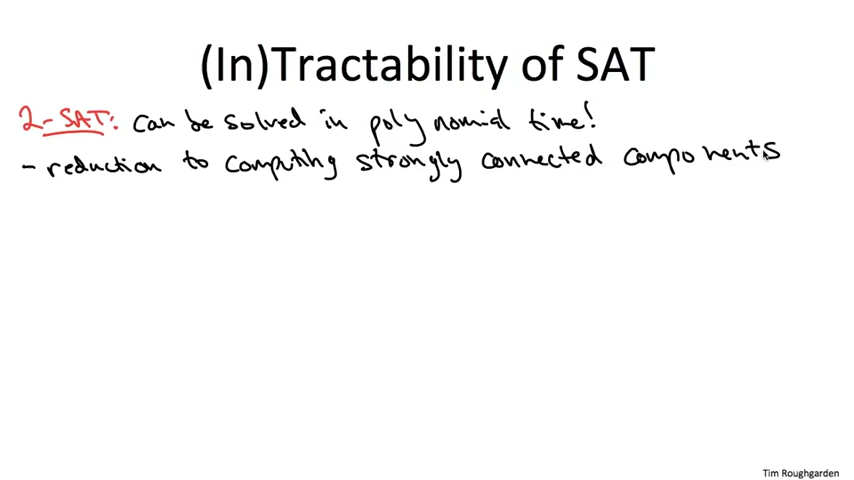 (In)Tractability of SAT
2-SAT: can be solved in polynomial time!
- reduction to computing strongly connected components
Tim Roughgarden